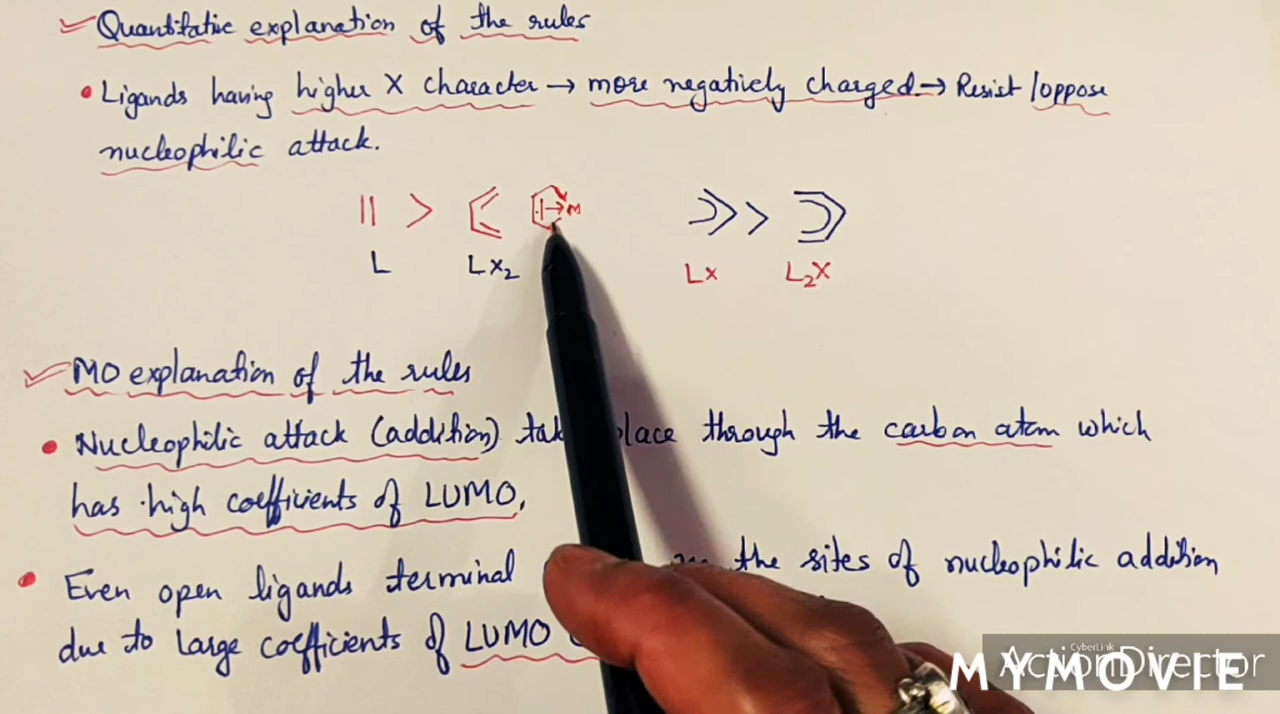 Quantitative explanation of the rules
• Ligands having higher X character → more negatively charged → Resist/oppose
nucleophilic attack.
> M >
L LX₂ LX L₂X
MO explanation of the rules
• Nucleophilic attack (addition) place through the carbon atom which
has high coefficients of LUMO.
• Even open ligands terminal the sites of nucleophilic addition
due to large coefficients of LUMO
CyberLink
ActionDirector
MYMOVIE